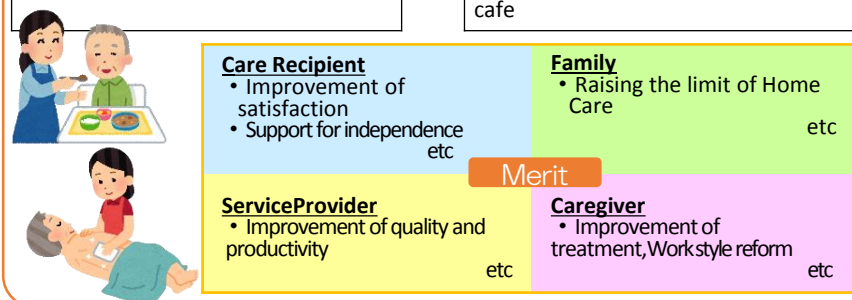 cafe
Care Recipient
• Improvement of
satisfaction
• Support for independence
etc
Family
• Raising the limit of Home
Care
etc
Merit
ServiceProvider
• Improvement of quality and
productivity
etc
Caregiver
• Improvement of
treatment,Workstyle reform
etc